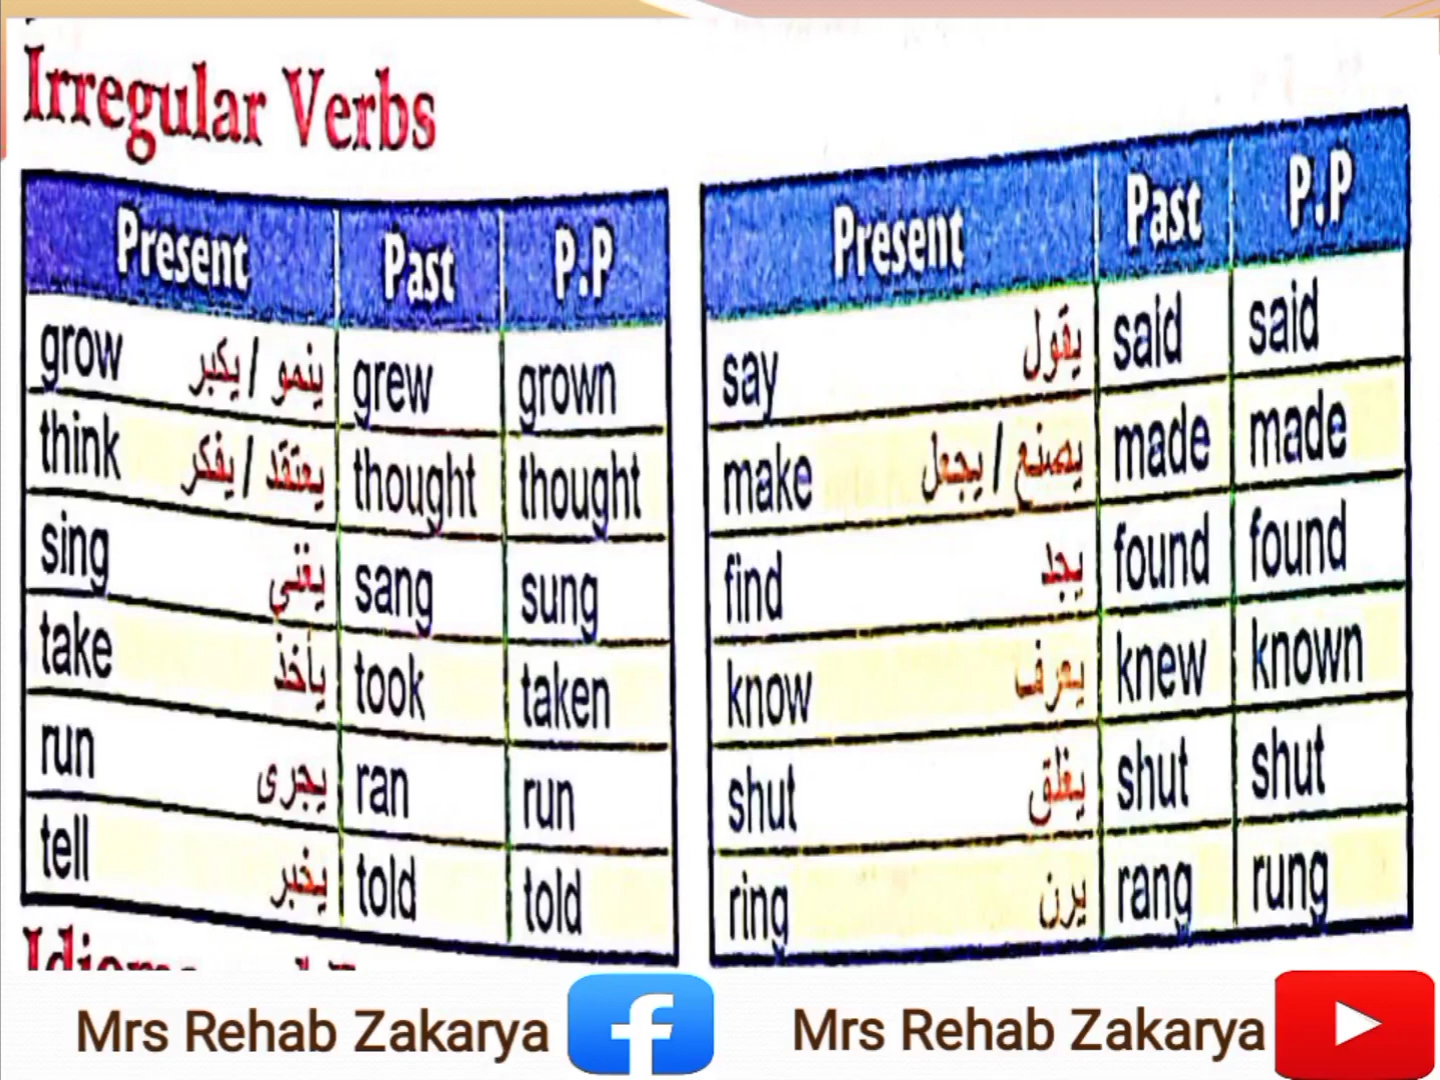 Irregular Verbs
Present Past P.P
grow ينمو / يكبر grew grown
think يعتقد / يفكر thought thought
sing يغني sang sung
take يأخذ took taken
run يجرى ran run
tell يخبر told told
Present Past P.P
say يقول said said
make يصنع / يجعل made made
find يجد found found
know يعرف knew known
shut يغلق shut shut
ring يرن rang rung
Mrs Rehab Zakarya
Mrs Rehab Zakarya